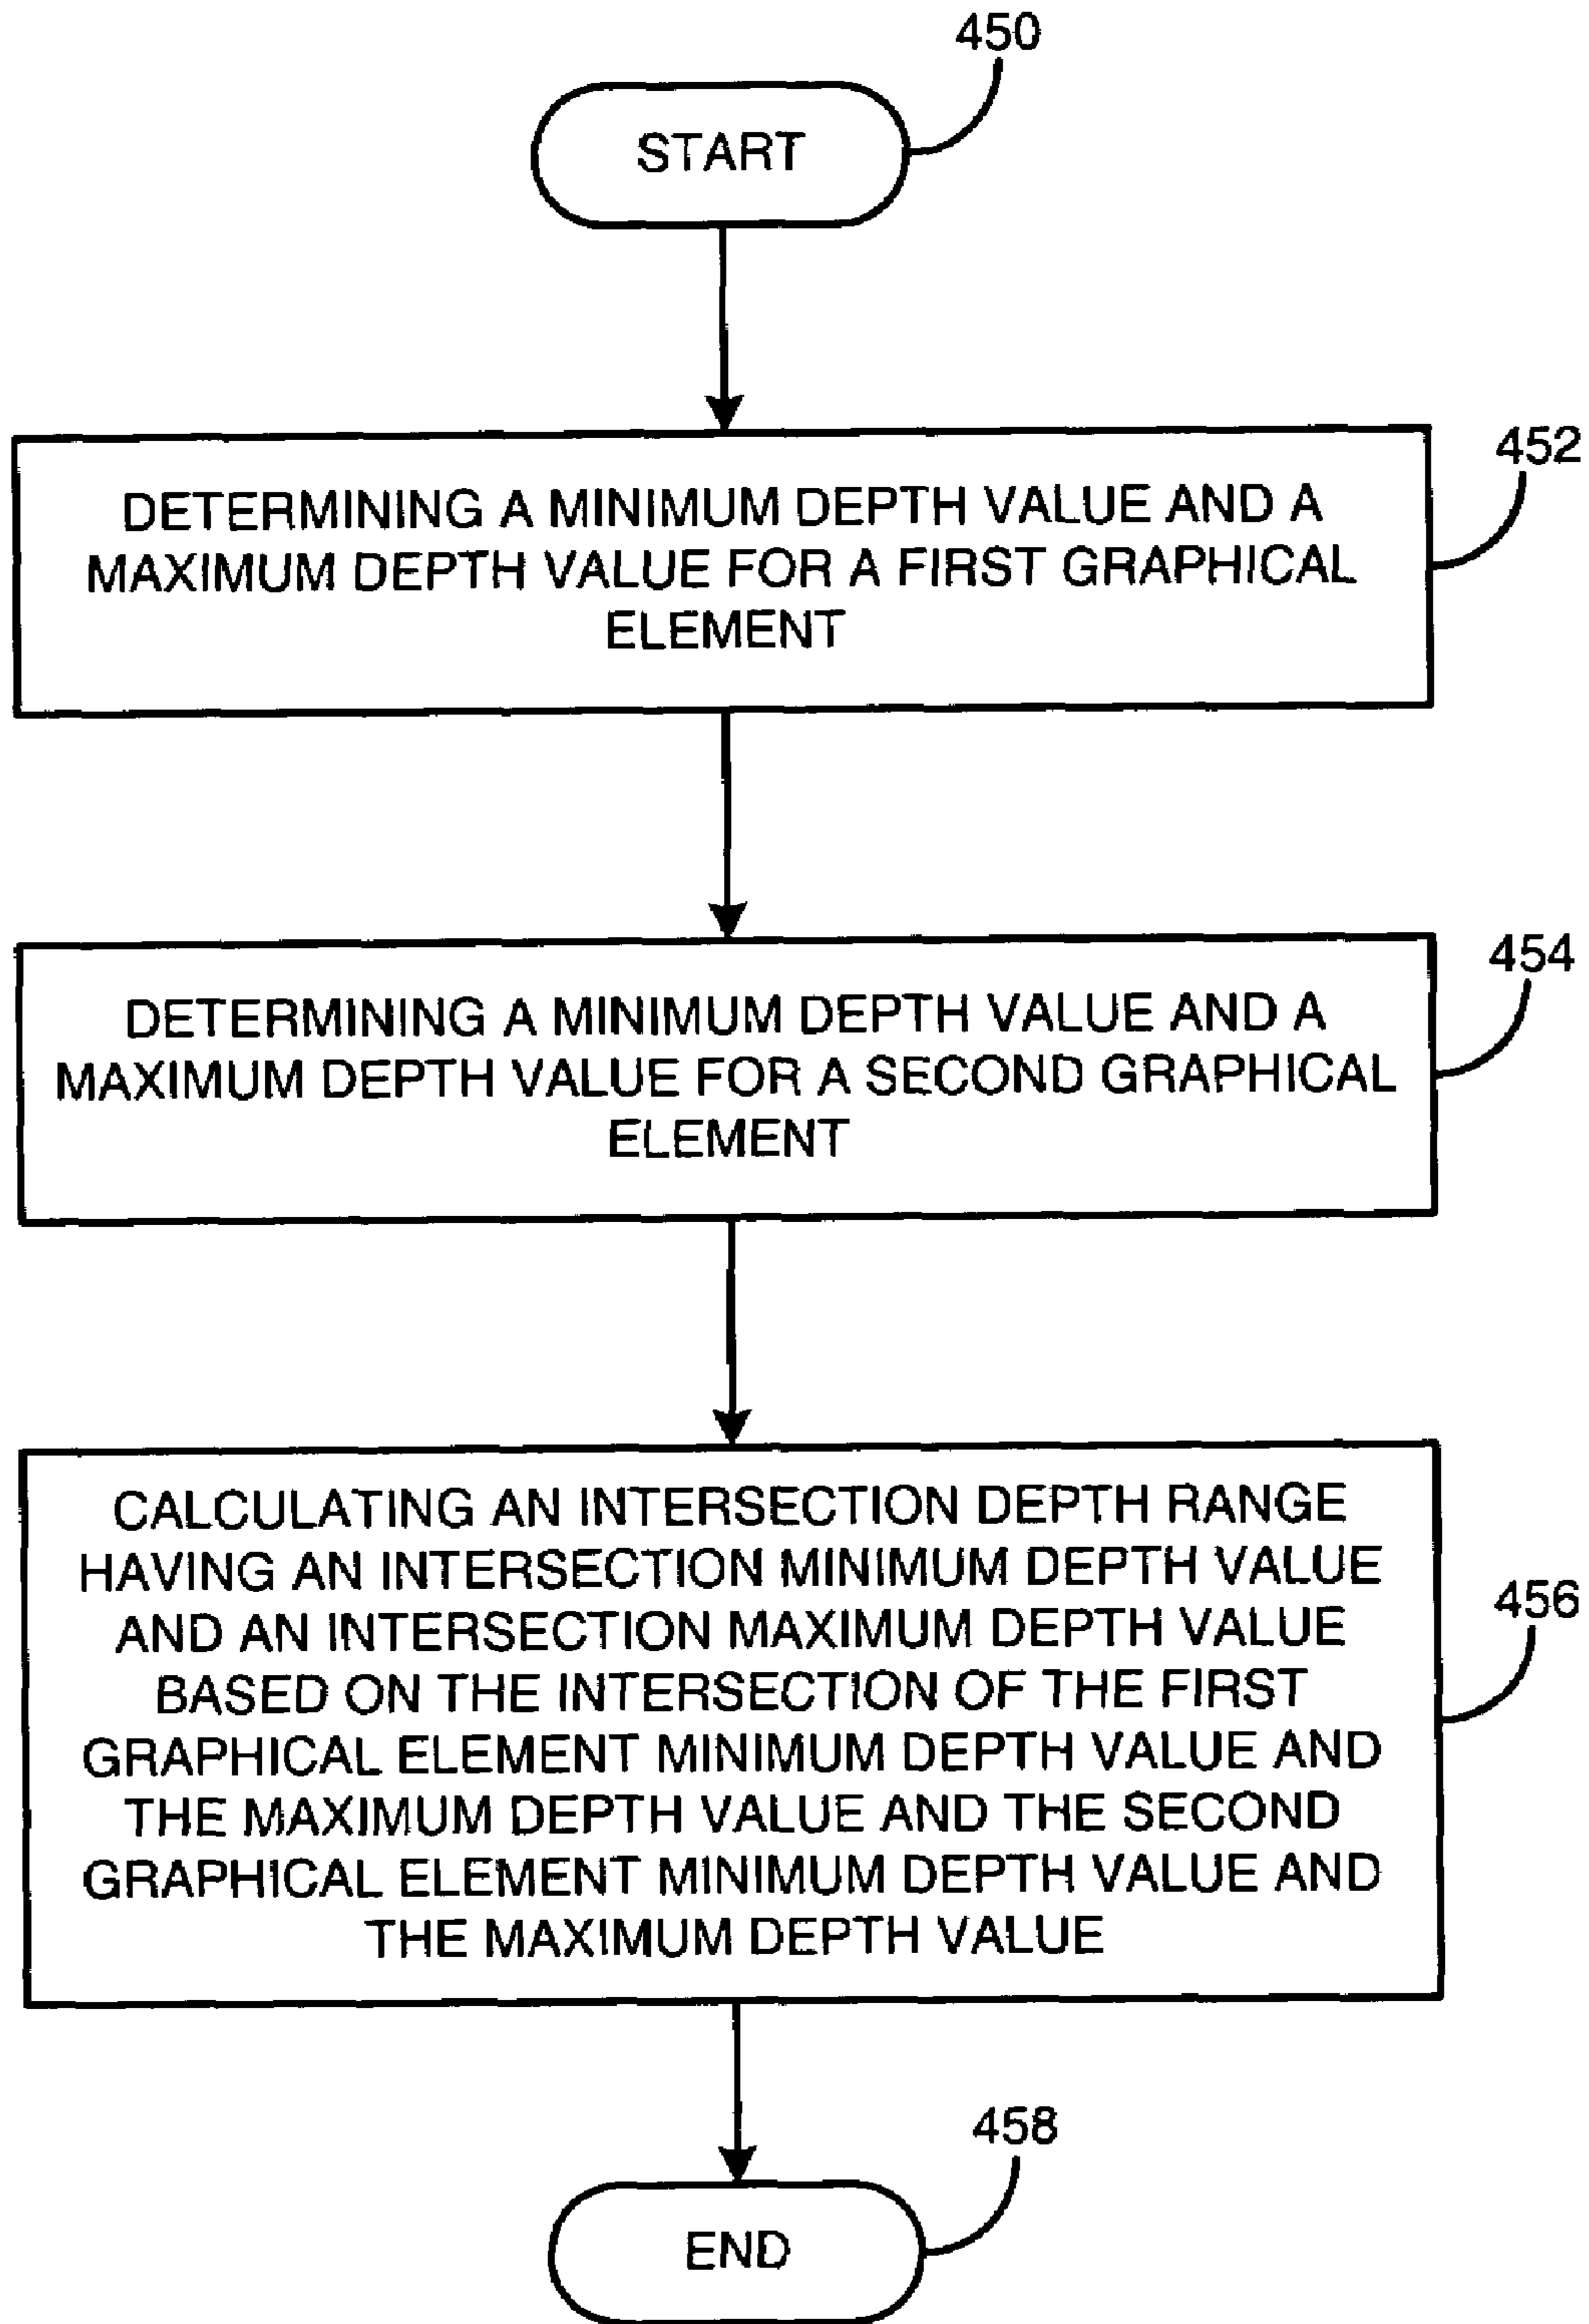 450
START
452
DETERMINING A MINIMUM DEPTH VALUE AND A
MAXIMUM DEPTH VALUE FOR A FIRST GRAPHICAL
ELEMENT
454
DETERMINING A MINIMUM DEPTH VALUE AND A
MAXIMUM DEPTH VALUE FOR A SECOND GRAPHICAL
ELEMENT
CALCULATING AN INTERSECTION DEPTH RANGE
HAVING AN INTERSECTION MINIMUM DEPTH VALUE
AND AN INTERSECTION MAXIMUM DEPTH VALUE
BASED ON THE INTERSECTION OF THE FIRST
GRAPHICAL ELEMENT MINIMUM DEPTH VALUE AND
THE MAXIMUM DEPTH VALUE AND THE SECOND
GRAPHICAL ELEMENT MINIMUM DEPTH VALUE AND
THE MAXIMUM DEPTH VALUE
456
458
END